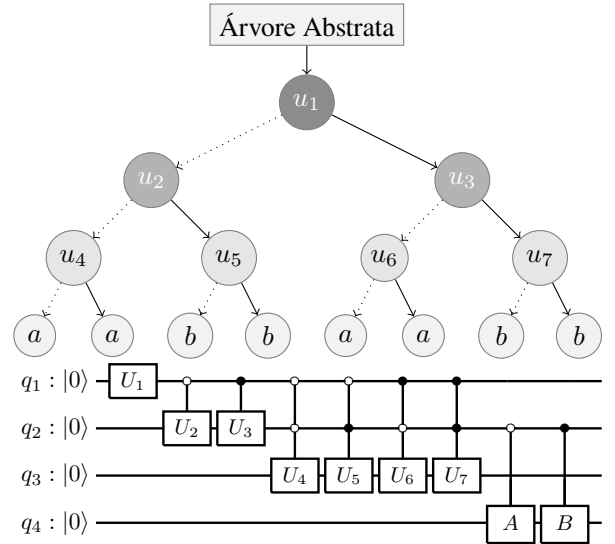 Árvore Abstrata
u₁
u₂ u₃
u₄ u₅ u₆ u₇
a a b b a a b b
q₁ : |0⟩ U₁
q₂ : |0⟩ U₂ U₃
q₃ : |0⟩ U₄ U₅ U₆ U₇
q₄ : |0⟩ A B